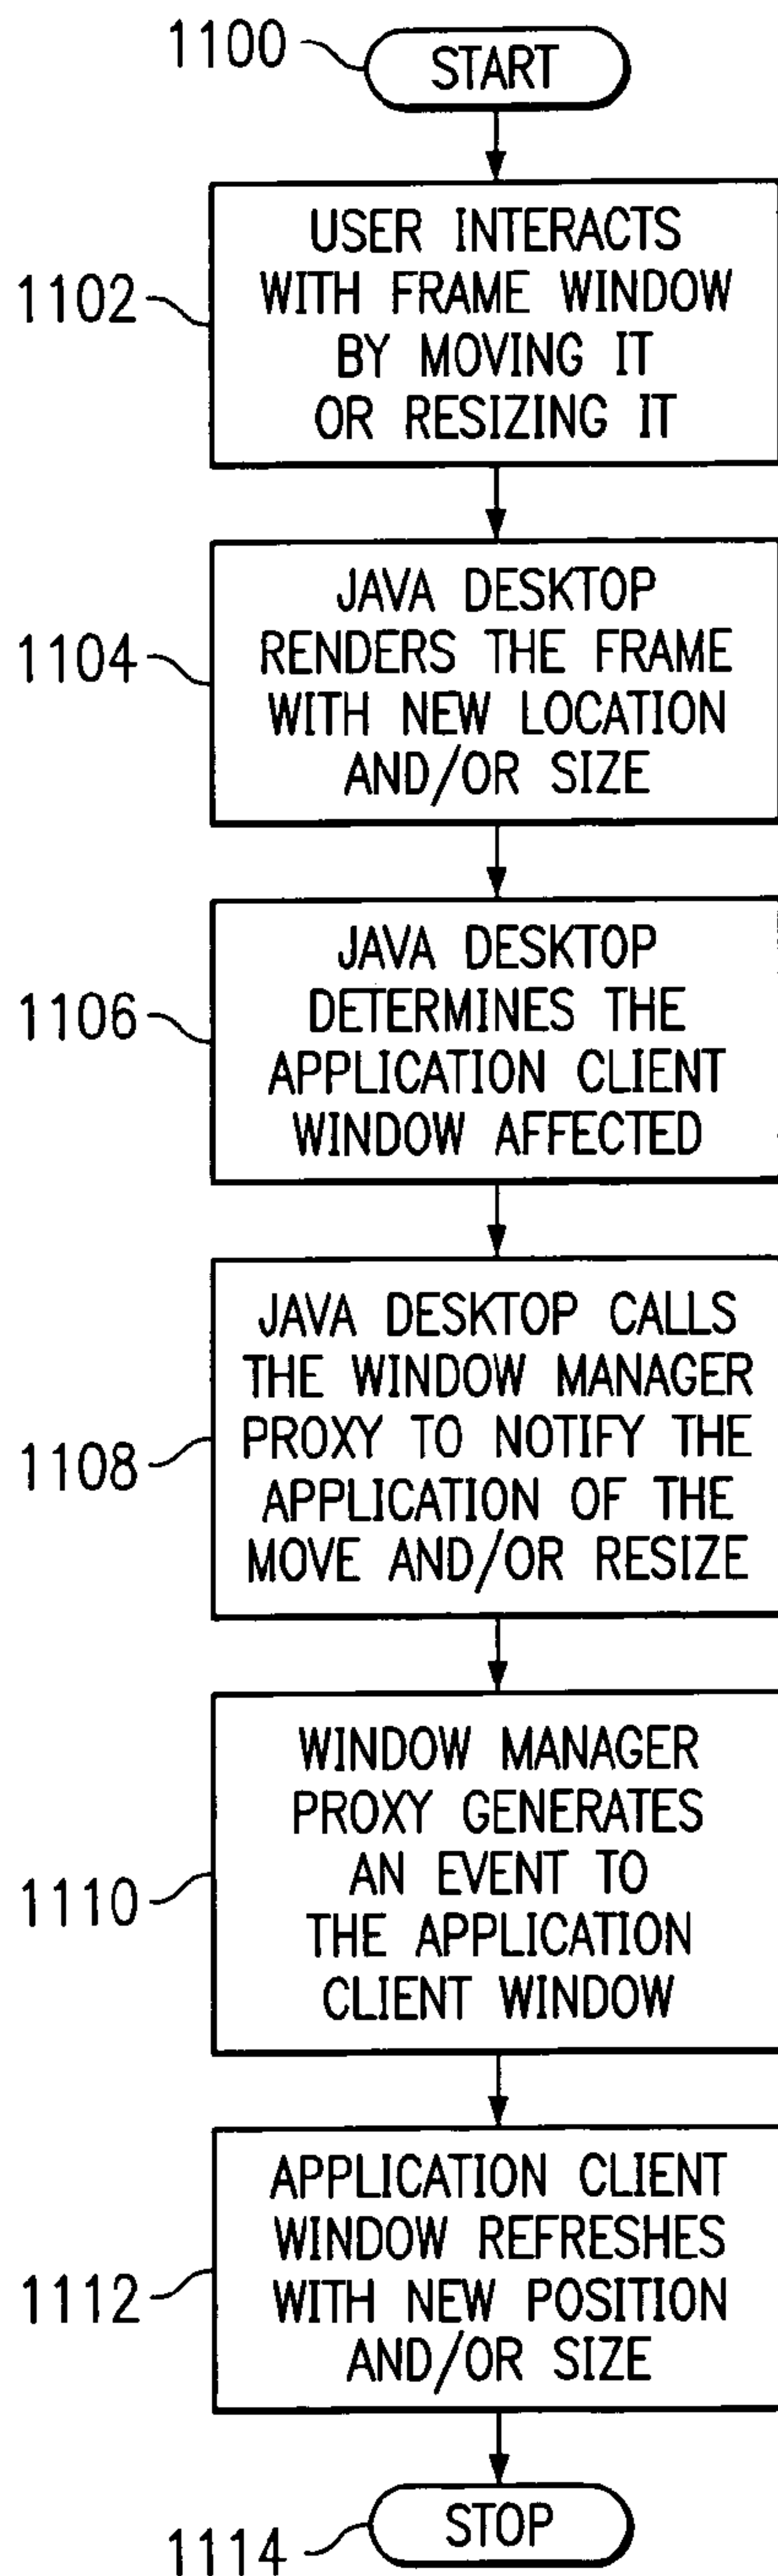 1100
START
1102
USER INTERACTS
WITH FRAME WINDOW
BY MOVING IT
OR RESIZING IT
1104
JAVA DESKTOP
RENDERS THE FRAME
WITH NEW LOCATION
AND/OR SIZE
1106
JAVA DESKTOP
DETERMINES THE
APPLICATION CLIENT
WINDOW AFFECTED
1108
JAVA DESKTOP CALLS
THE WINDOW MANAGER
PROXY TO NOTIFY THE
APPLICATION OF THE
MOVE AND/OR RESIZE
1110
WINDOW MANAGER
PROXY GENERATES
AN EVENT TO
THE APPLICATION
CLIENT WINDOW
1112
APPLICATION CLIENT
WINDOW REFRESHES
WITH NEW POSITION
AND/OR SIZE
1114
STOP